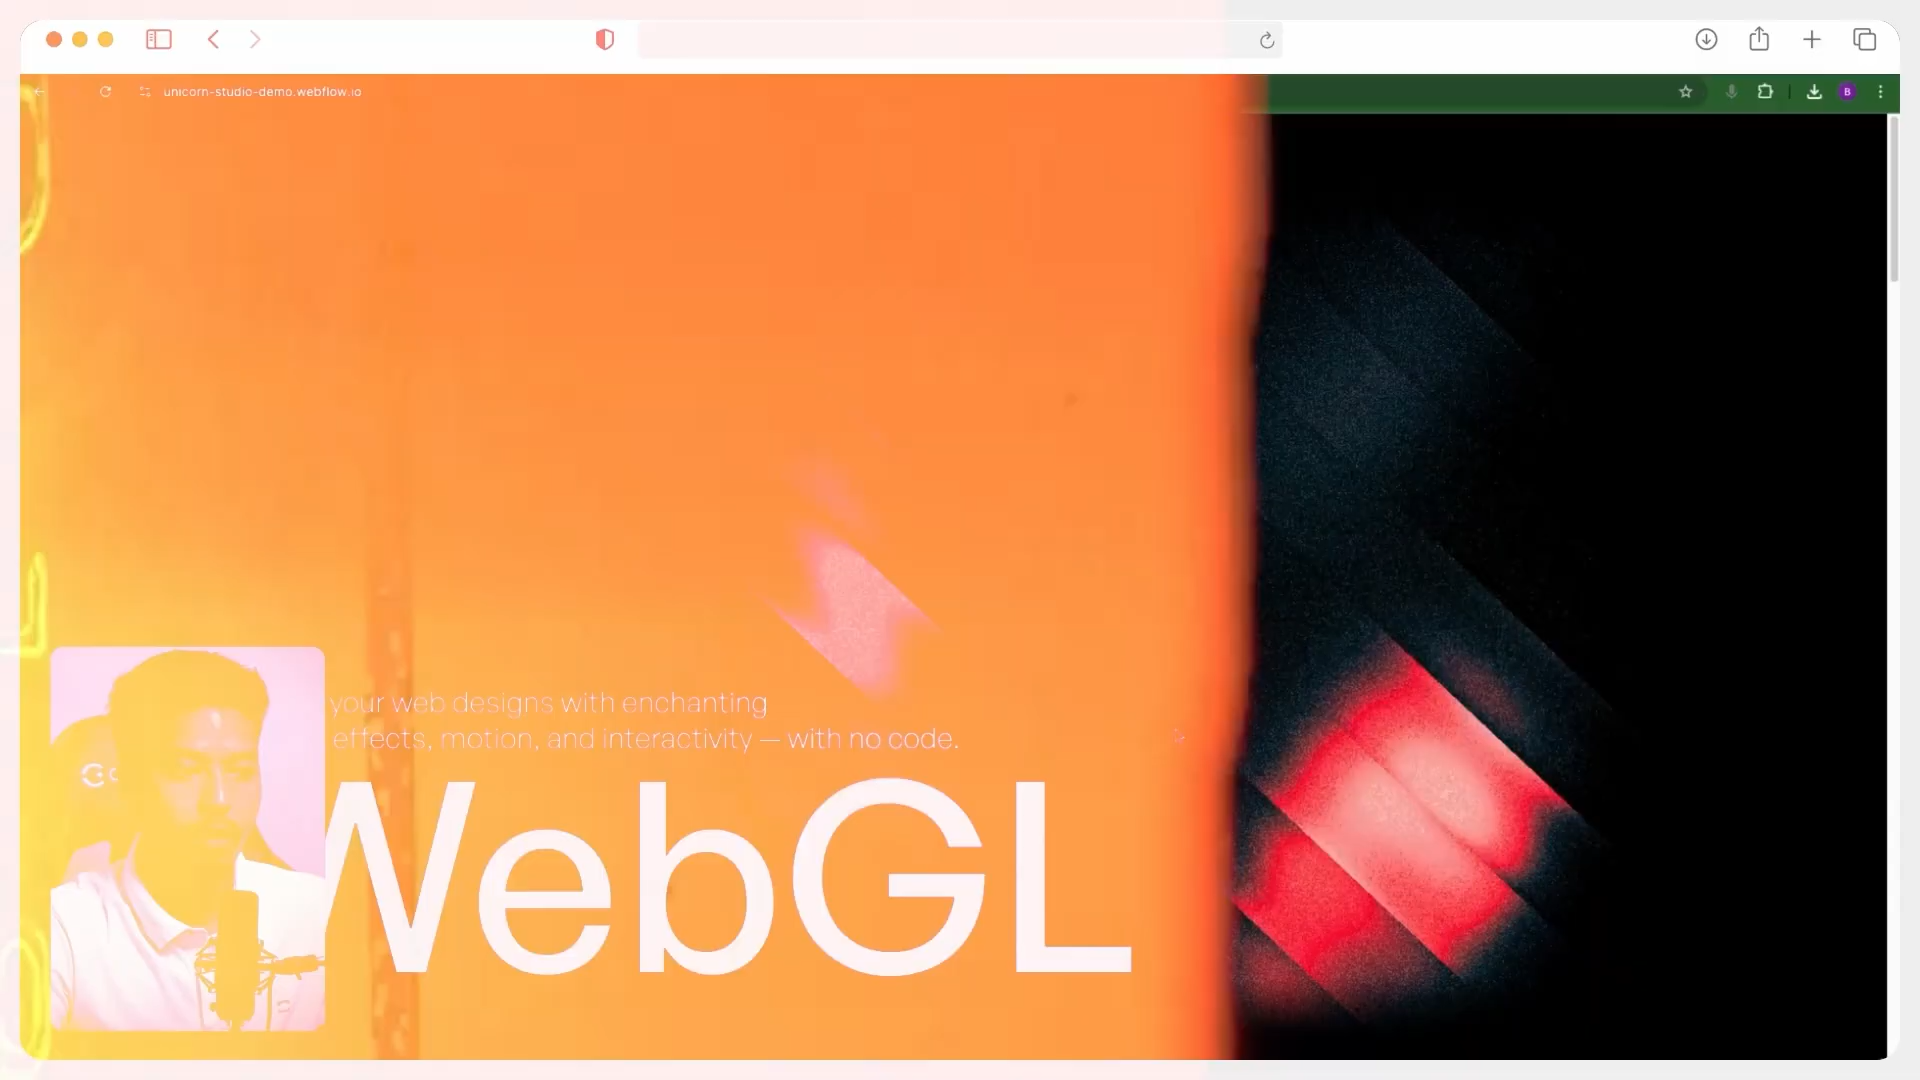 unicorn-studio-demo.webflow.io
B
your web designs with enchanting
effects, motion, and interactivity — with no code.
WebGL